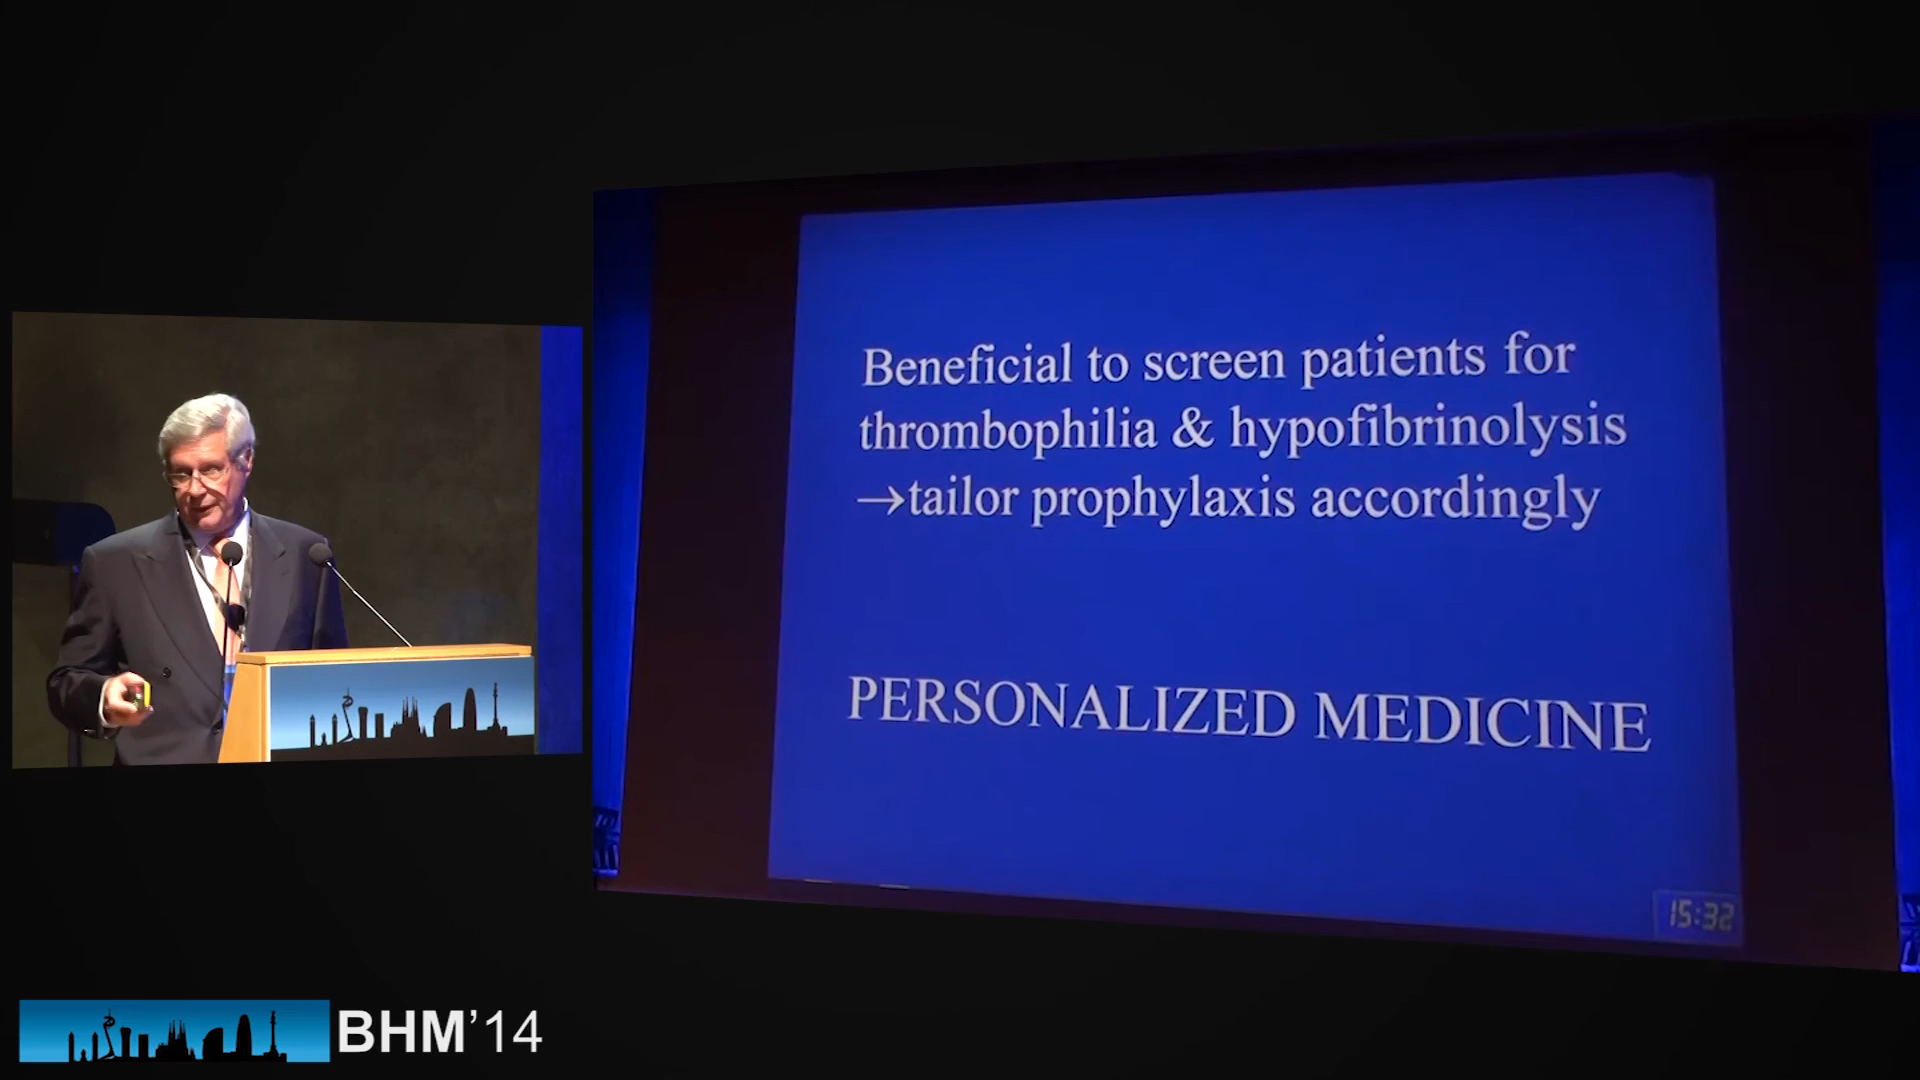 Beneficial to screen patients for
thrombophilia & hypofibrinolysis
→tailor prophylaxis accordingly
PERSONALIZED MEDICINE
15:32
BHM'14